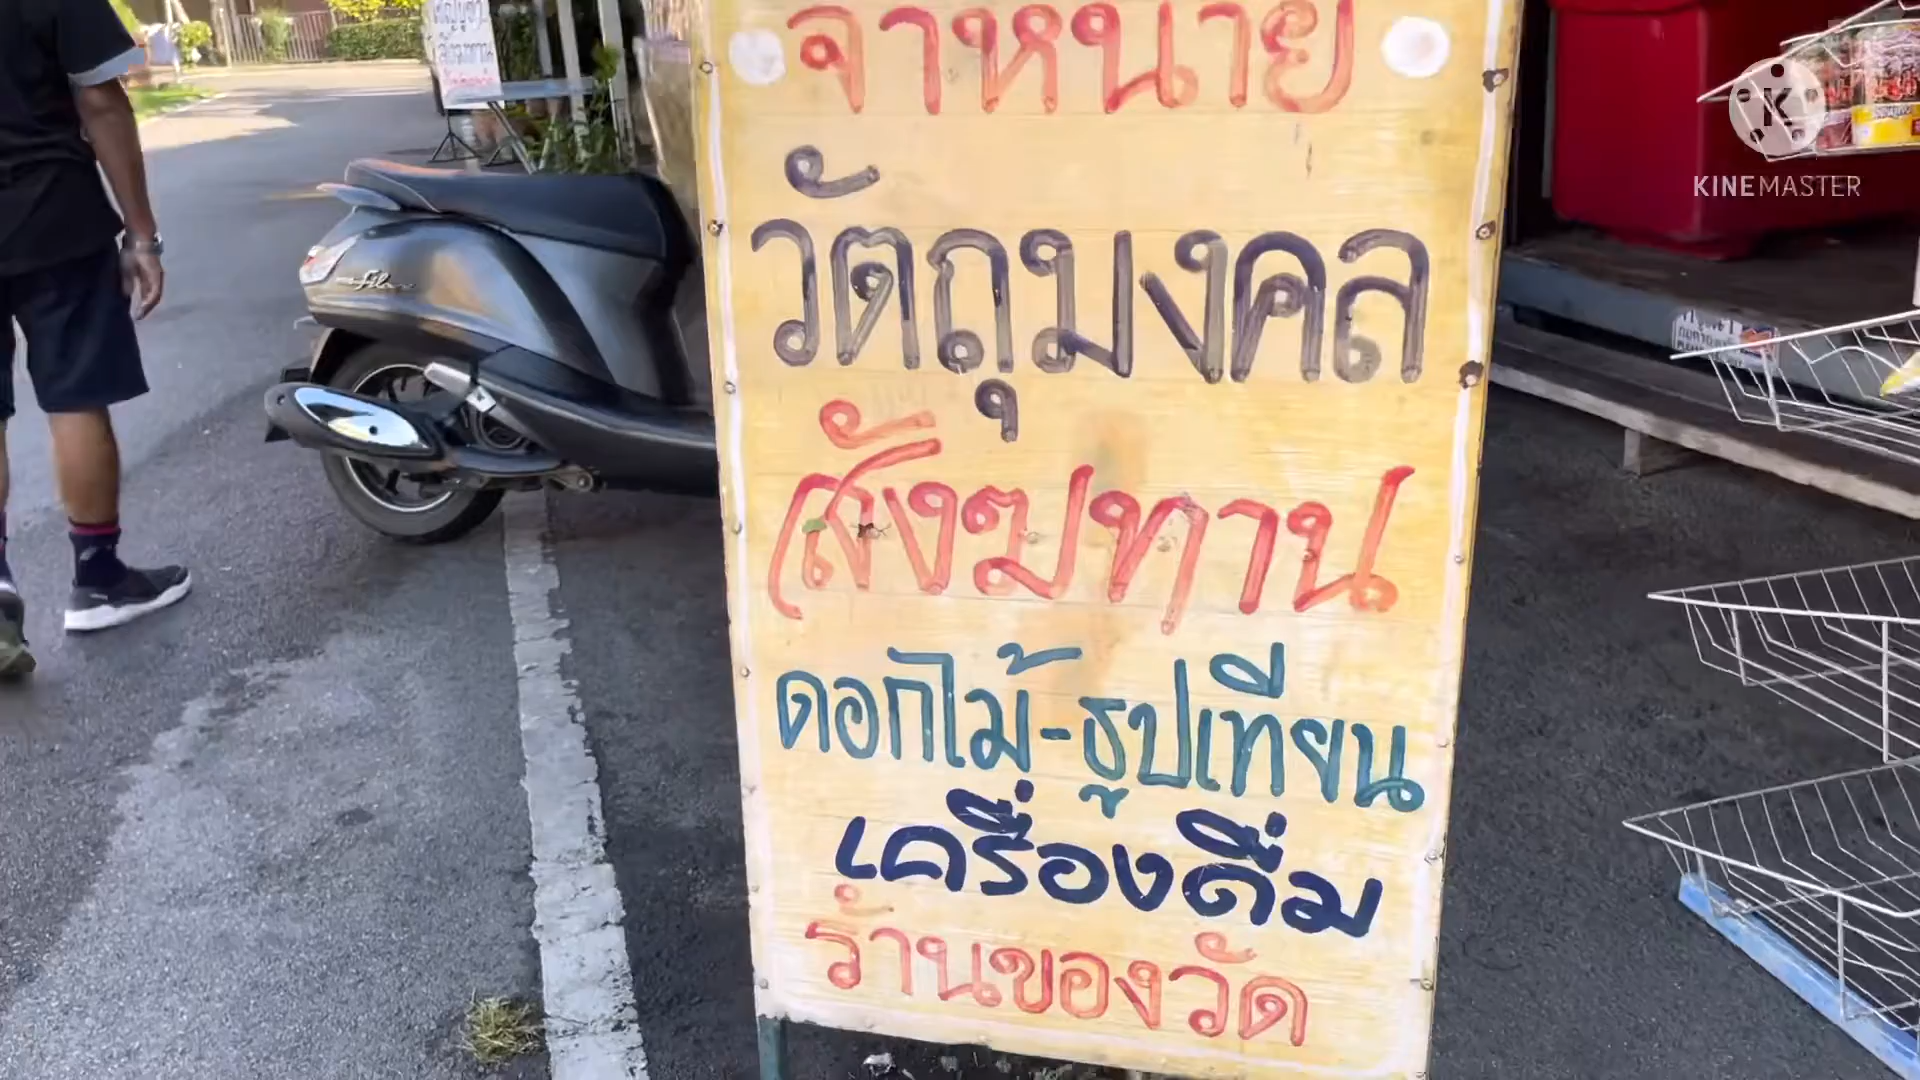 จำหนาย
วัตถุมงคล
สังฆทาน
ดอกไม้-ธูปเทียน
เครื่องดื่ม
ร้านของวัด
Filano
KINEMASTER